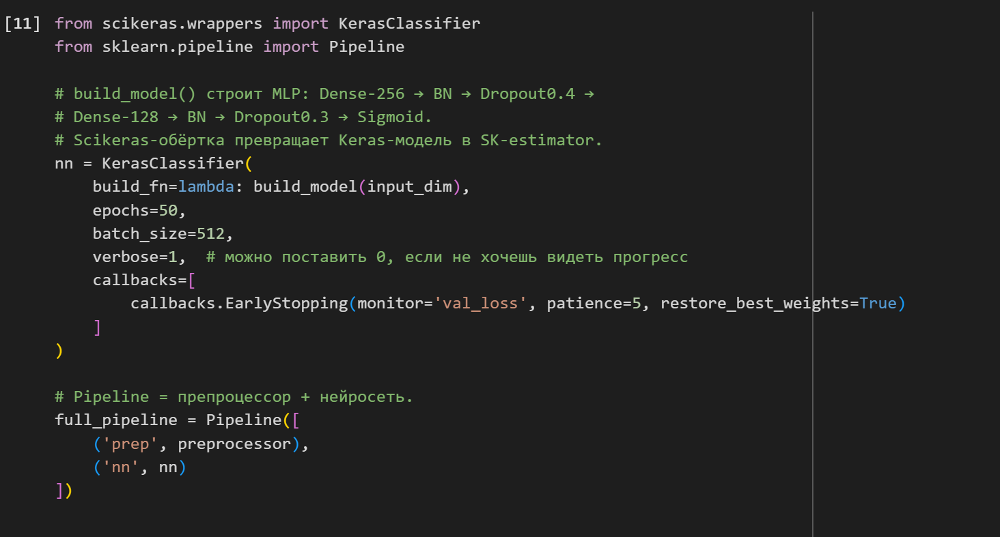 [11] from scikeras.wrappers import KerasClassifier
from sklearn.pipeline import Pipeline
# build_model() строит MLP: Dense-256 → BN → Dropout0.4 →
# Dense-128 → BN → Dropout0.3 → Sigmoid.
# Scikeras-обёртка превращает Keras-модель в SK-estimator.
nn = KerasClassifier(
    build_fn=lambda: build_model(input_dim),
    epochs=50,
    batch_size=512,
    verbose=1,  # можно поставить 0, если не хочешь видеть прогресс
    callbacks=[
        callbacks.EarlyStopping(monitor='val_loss', patience=5, restore_best_weights=True)
    ]
)
# Pipeline = препроцессор + нейросеть.
full_pipeline = Pipeline([
    ('prep', preprocessor),
    ('nn', nn)
])